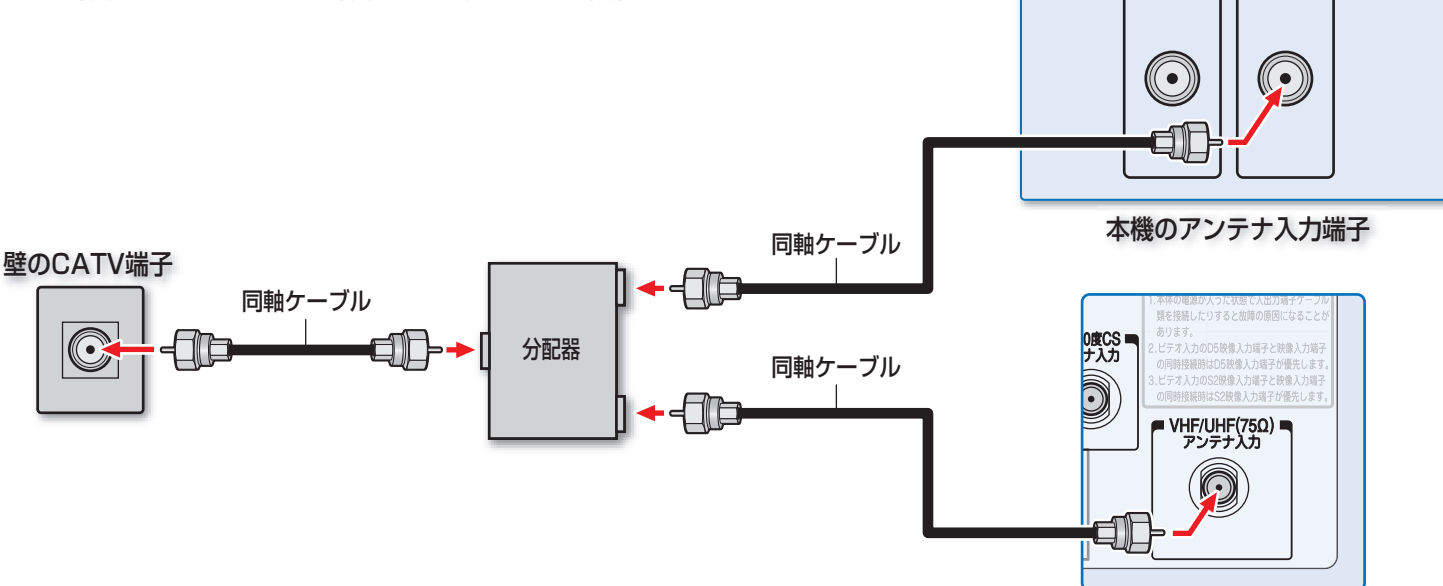 本機のアンテナ入力端子
壁のCATV端子
同軸ケーブル
同軸ケーブル
分配器
同軸ケーブル
1.本体の電源が入った状態で入出力端子ケーブル
類を接続したりすると故障の原因になることが
あります。
2.ビデオ入力のD5映像入力端子と映像入力端子
の同時接続時はD5映像入力端子が優先します。
3.ビデオ入力のS2映像入力端子と映像入力端子
の同時接続時はS2映像入力端子が優先します。
0度CS
ナ入力
VHF/UHF(75Ω)
アンテナ入力